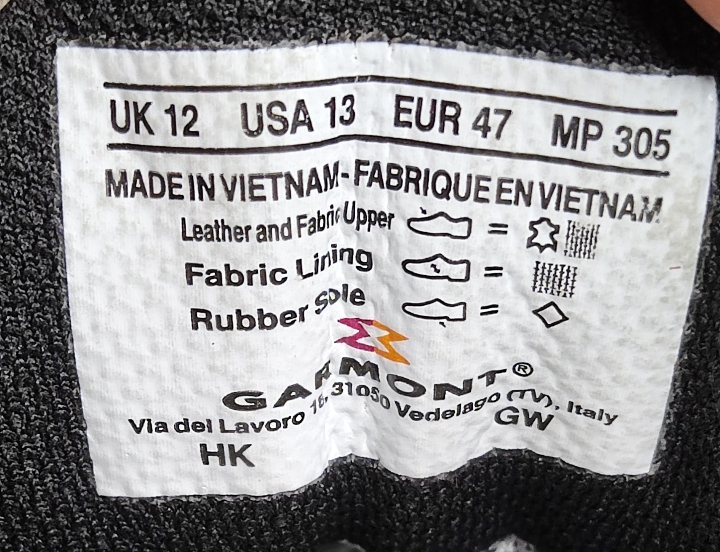 UK 12 USA 13 EUR 47 MP 305
MADE IN VIETNAM - FABRIQUE EN VIETNAM
Leather and Fabric Upper =
Fabric Lining =
Rubber Sole =
GARMONT®
Via del Lavoro 18, 31050 Vedelago (TV), Italy
HK GW